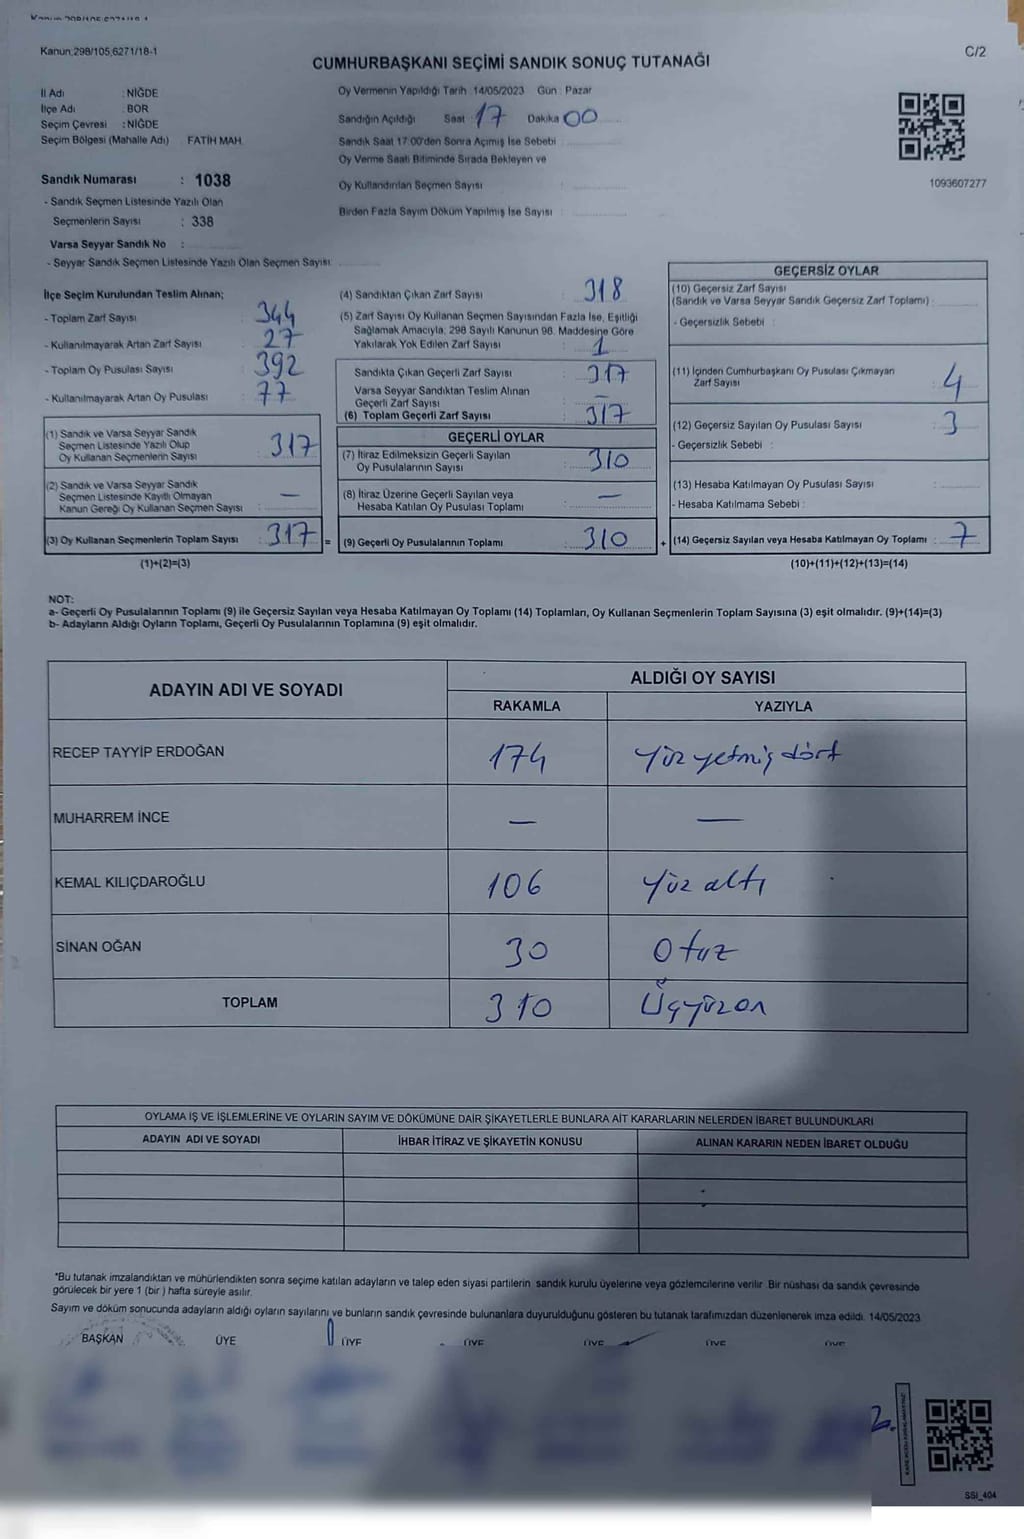 Kanun;298/105,6271/18-1
C/2
CUMHURBAŞKANI SEÇİMİ SANDIK SONUÇ TUTANAĞI
İl Adı : NİĞDE
İlçe Adı : BOR
Seçim Çevresi : NİĞDE
Seçim Bölgesi (Mahalle Adı) FATİH MAH.
Sandık Numarası : 1038
- Sandık Seçmen Listesinde Yazılı Olan
Seçmenlerin Sayısı : 338
Varsa Seyyar Sandık No :
- Seyyar Sandık Seçmen Listesinde Yazılı Olan Seçmen Sayısı:
Oy Vermenin Yapıldığı Tarih :14/05/2023 Gün : Pazar
Sandığın Açıldığı Saat :17 Dakika 00
Sandık Saat 17:00'den Sonra Açımış İse Sebebi :
Oy Verme Saati Bitiminde Sırada Bekleyen ve
Oy Kullandırılan Seçmen Sayısı :
Birden Fazla Sayım Döküm Yapılmış İse Sayısı :
1093607277
İlçe Seçim Kurulundan Teslim Alınan;
- Toplam Zarf Sayısı : 344
- Kullanılmayarak Artan Zarf Sayısı : 27
- Toplam Oy Pusulası Sayısı : 392
- Kullanılmayarak Artan Oy Pusulası : 77
(1) Sandık ve Varsa Seyyar Sandık
Seçmen Listesinde Yazılı Olup
Oy Kullanan Seçmenlerin Sayısı : 317
(2) Sandık ve Varsa Seyyar Sandık
Seçmen Listesinde Kayıtlı Olmayan
Kanun Gereği Oy Kullanan Seçmen Sayısı : —
(3) Oy Kullanan Seçmenlerin Toplam Sayısı : 317 =
(1)+(2)=(3)
(4) Sandıktan Çıkan Zarf Sayısı : 318
(5) Zarf Sayısı Oy Kullanan Seçmen Sayısından Fazla İse, Eşitliği
Sağlamak Amacıyla; 298 Sayılı Kanunun 98. Maddesine Göre
Yakılarak Yok Edilen Zarf Sayısı : 1
Sandıkta Çıkan Geçerli Zarf Sayısı : 317
Varsa Seyyar Sandıktan Teslim Alınan
Geçerli Zarf Sayısı : —
(6) Toplam Geçerli Zarf Sayısı : 317
GEÇERLİ OYLAR
(7) İtiraz Edilmeksizin Geçerli Sayılan
Oy Pusulalarının Sayısı : 310
(8) İtiraz Üzerine Geçerli Sayılan veya
Hesaba Katılan Oy Pusulası Toplamı : —
(9) Geçerli Oy Pusulalarının Toplamı : 310 +
GEÇERSİZ OYLAR
(10) Geçersiz Zarf Sayısı
(Sandık ve Varsa Seyyar Sandık Geçersiz Zarf Toplamı) :
- Geçersizlik Sebebi :
(11) İçinden Cumhurbaşkanı Oy Pusulası Çıkmayan
Zarf Sayısı : 4
(12) Geçersiz Sayılan Oy Pusulası Sayısı : 3
- Geçersizlik Sebebi :
(13) Hesaba Katılmayan Oy Pusulası Sayısı :
- Hesaba Katılmama Sebebi :
(14) Geçersiz Sayılan veya Hesaba Katılmayan Oy Toplamı : 7
(10)+(11)+(12)+(13)=(14)
NOT:
a- Geçerli Oy Pusulalarının Toplamı (9) ile Geçersiz Sayılan veya Hesaba Katılmayan Oy Toplamı (14) Toplamları, Oy Kullanan Seçmenlerin Toplam Sayısına (3) eşit olmalıdır. (9)+(14)=(3)
b- Adayların Aldığı Oyların Toplamı, Geçerli Oy Pusulalarının Toplamına (9) eşit olmalıdır.
ADAYIN ADI VE SOYADI ALDIĞI OY SAYISI
RAKAMLA YAZIYLA
RECEP TAYYİP ERDOĞAN 174 Yüz yetmiş dört
MUHARREM İNCE — —
KEMAL KILIÇDAROĞLU 106 Yüz altı
SİNAN OĞAN 30 Otuz
TOPLAM 310 Üçyüzon
OYLAMA İŞ VE İŞLEMLERİNE VE OYLARIN SAYIM VE DÖKÜMÜNE DAİR ŞİKAYETLERLE BUNLARA AİT KARARLARIN NELERDEN İBARET BULUNDUKLARI
ADAYIN ADI VE SOYADI İHBAR İTİRAZ VE ŞİKAYETİN KONUSU ALINAN KARARIN NEDEN İBARET OLDUĞU
*Bu tutanak imzalandıktan ve mühürlendikten sonra seçime katılan adayların ve talep eden siyasi partilerin sandık kurulu üyelerine veya gözlemcilerine verilir. Bir nüshası da sandık çevresinde
görülecek bir yere 1 (bir ) hafta süreyle asılır.
Sayım ve döküm sonucunda adayların aldığı oyların sayılarını ve bunların sandık çevresinde bulunanlara duyurulduğunu gösteren bu tutanak tarafımızdan düzenlenerek imza edildi. 14/05/2023
BAŞKAN ÜYE ÜYE ÜYE ÜYE ÜYE ÜYE
SSI_404